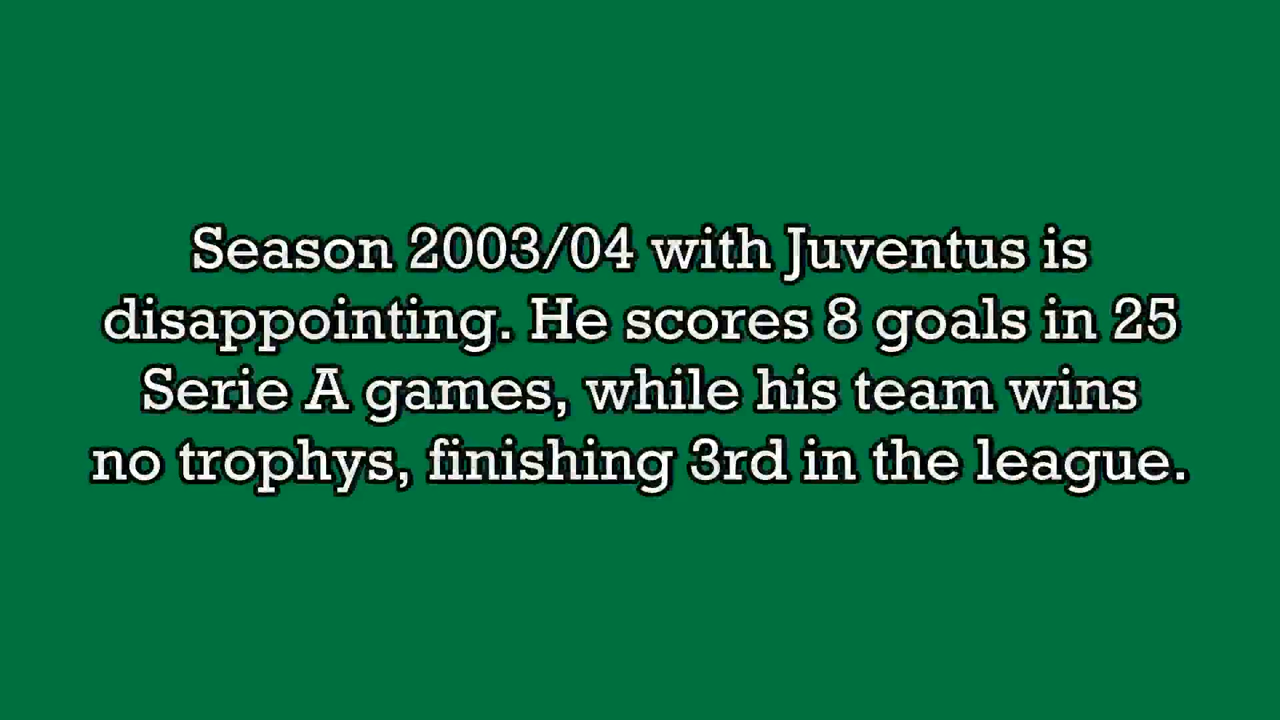 Season 2003/04 with Juventus is
disappointing. He scores 8 goals in 25
Serie A games, while his team wins
no trophys, finishing 3rd in the league.